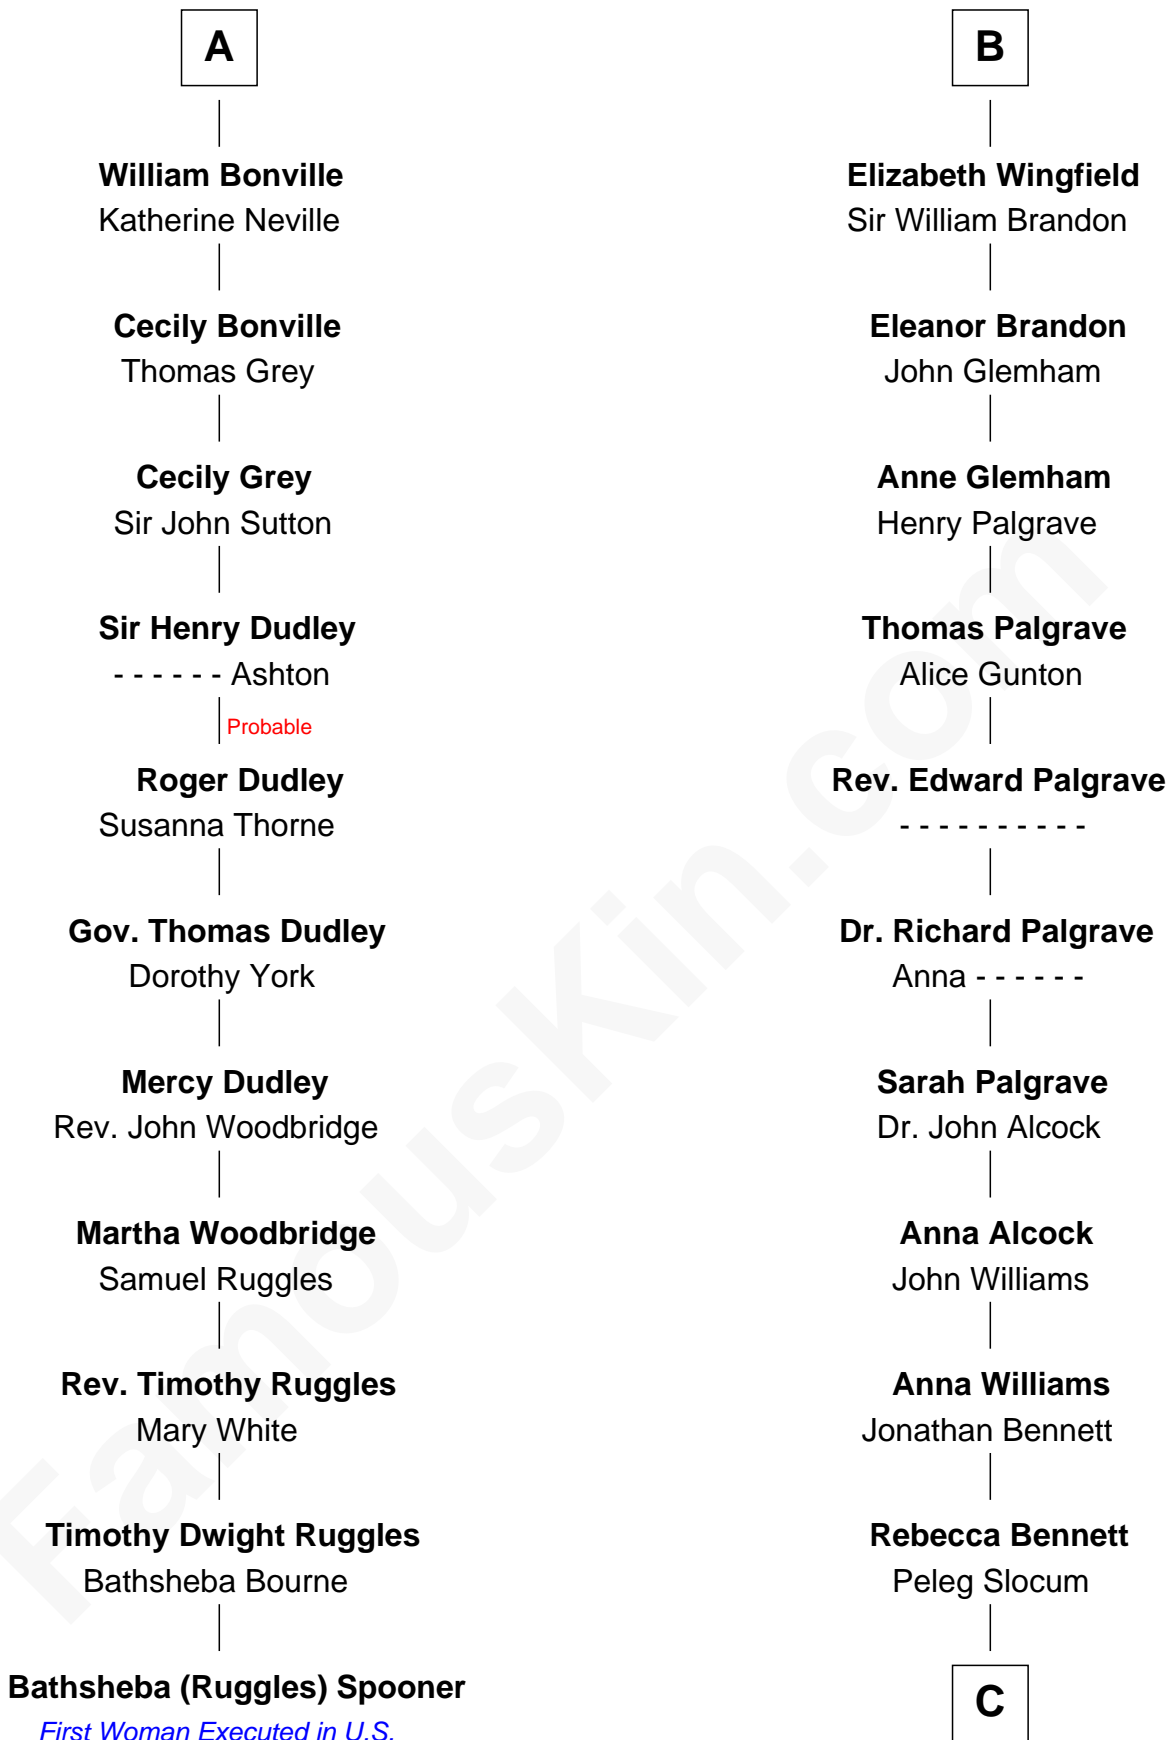 A
William Bonville
Katherine Neville
Cecily Bonville
Thomas Grey
Cecily Grey
Sir John Sutton
Sir Henry Dudley
- - - - - - Ashton
Probable
Roger Dudley
Susanna Thorne
Gov. Thomas Dudley
Dorothy York
Mercy Dudley
Rev. John Woodbridge
Martha Woodbridge
Samuel Ruggles
Rev. Timothy Ruggles
Mary White
Timothy Dwight Ruggles
Bathsheba Bourne
Bathsheba (Ruggles) Spooner
First Woman Executed in U.S.
B
Elizabeth Wingfield
Sir William Brandon
Eleanor Brandon
John Glemham
Anne Glemham
Henry Palgrave
Thomas Palgrave
Alice Gunton
Rev. Edward Palgrave
- - - - - - - - - -
Dr. Richard Palgrave
Anna - - - - - -
Sarah Palgrave
Dr. John Alcock
Anna Alcock
John Williams
Anna Williams
Jonathan Bennett
Rebecca Bennett
Peleg Slocum
C
FamousKin.com